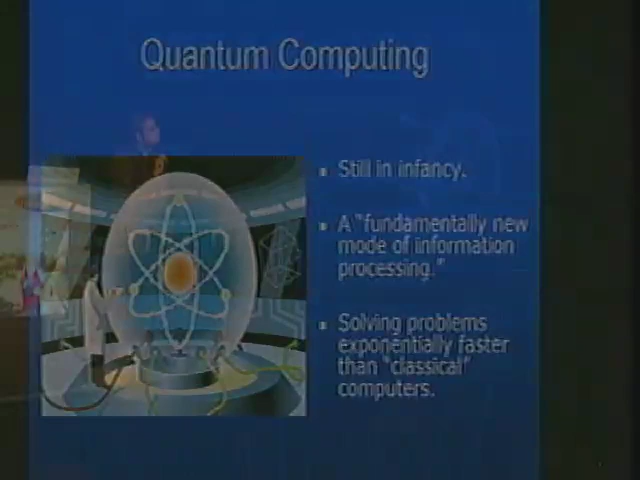 Quantum Computing
Still in infancy.
A "fundamentally new
mode of information
processing."
Solving problems
exponentially faster
than "classical"
computers.